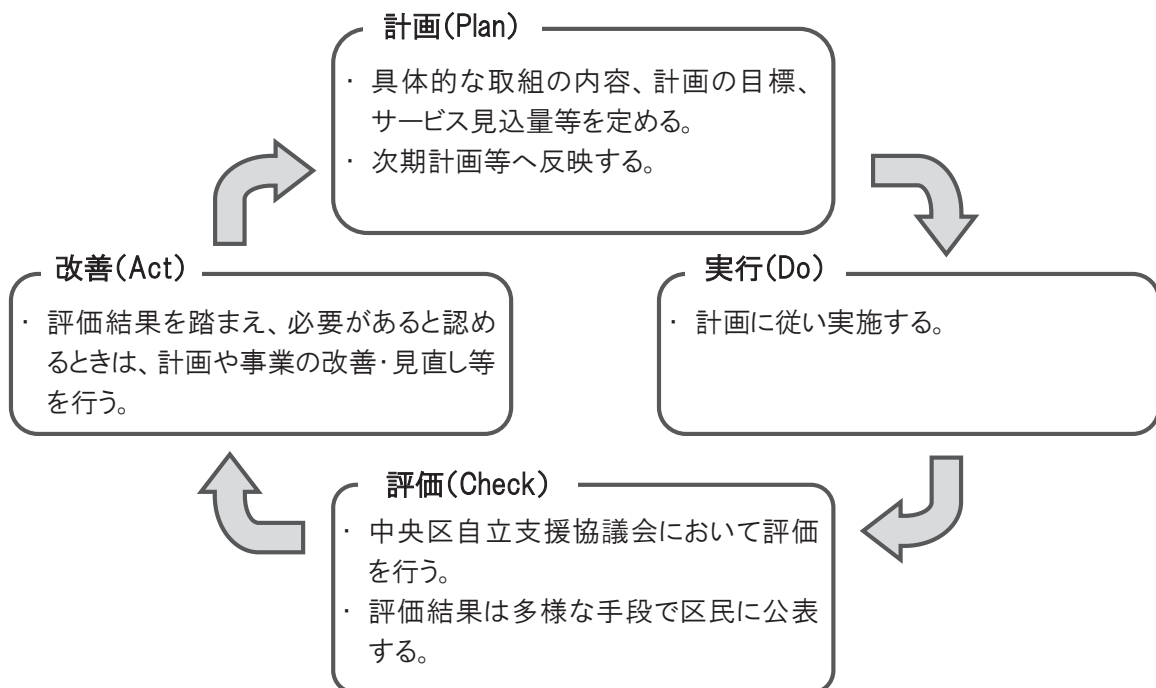 計画(Plan)
・ 具体的な取組の内容、計画の目標、
サービス見込量等を定める。
・ 次期計画等へ反映する。
改善(Act)
・ 評価結果を踏まえ、必要があると認め
るときは、計画や事業の改善・見直し等
を行う。
実行(Do)
・ 計画に従い実施する。
評価(Check)
・ 中央区自立支援協議会において評価
を行う。
・ 評価結果は多様な手段で区民に公表
する。